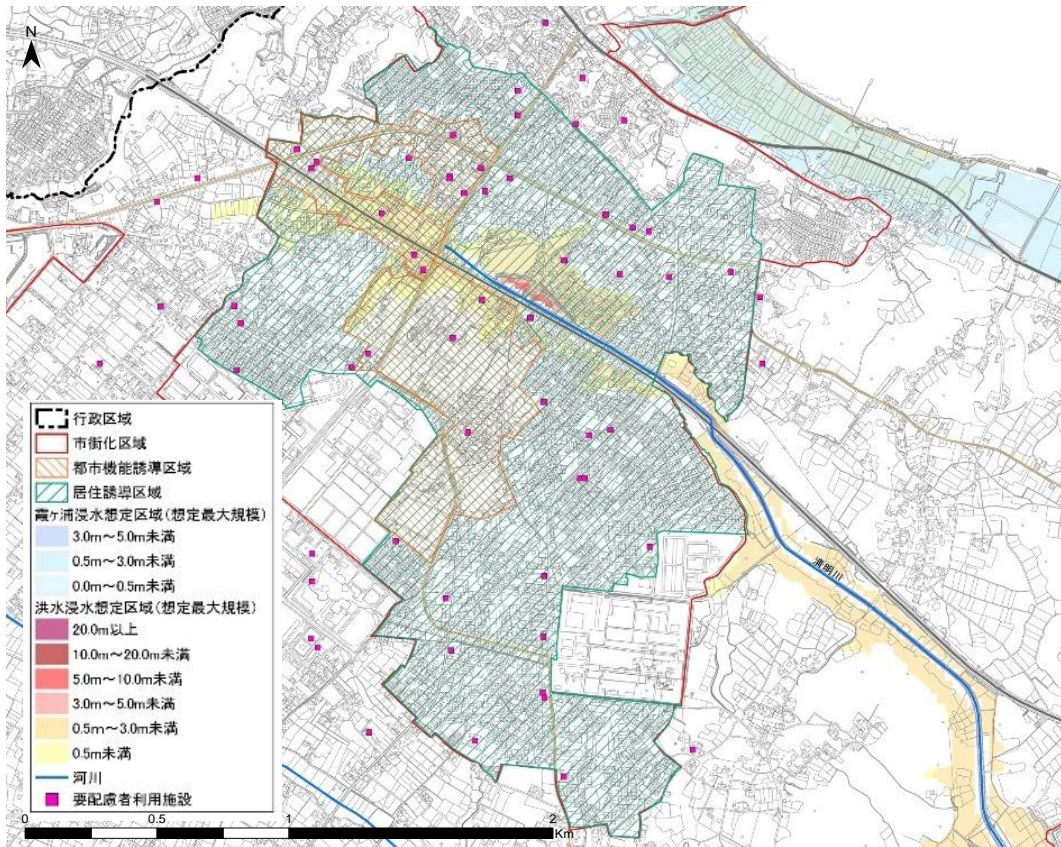 N
清明川
行政区域
市街化区域
都市機能誘導区域
居住誘導区域
霞ヶ浦浸水想定区域(想定最大規模)
3.0m～5.0m未満
0.5m～3.0m未満
0.0m～0.5m未満
洪水浸水想定区域(想定最大規模)
20.0m以上
10.0m～20.0m未満
5.0m～10.0m未満
3.0m～5.0m未満
0.5m～3.0m未満
0.5m未満
河川
要配慮者利用施設
0 0.5 1 2
Km